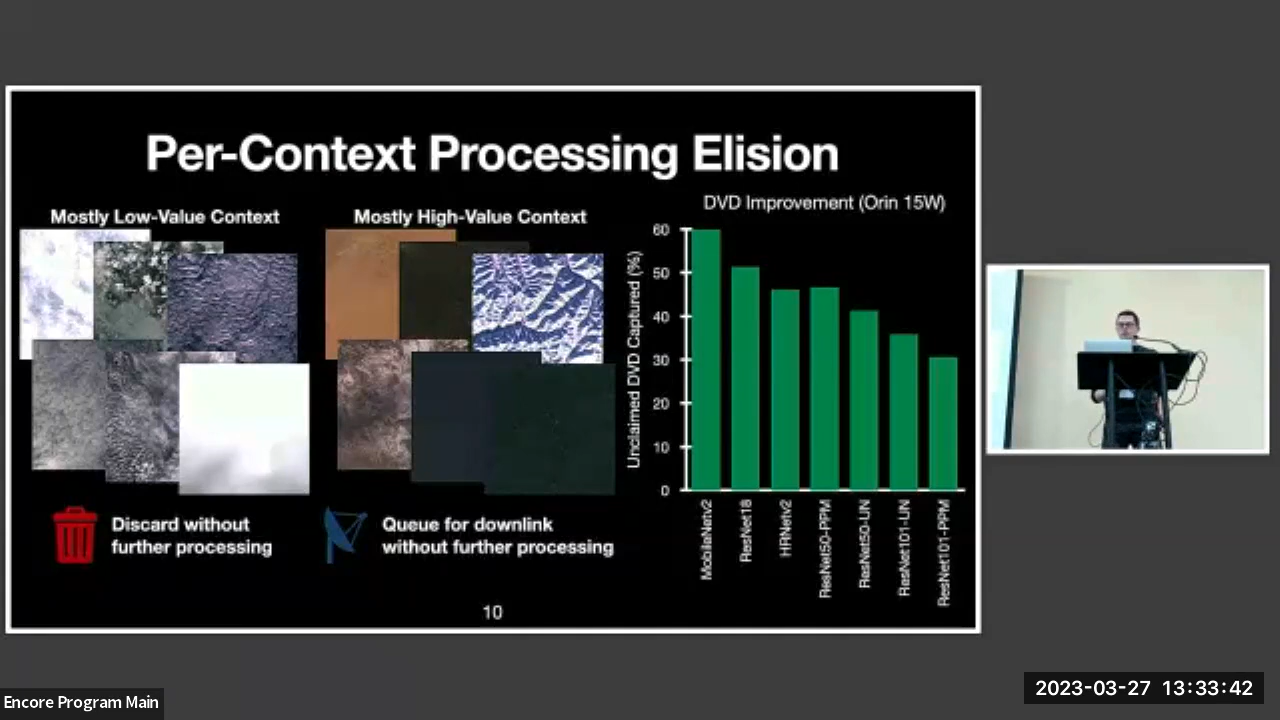 Per-Context Processing Elision
Mostly Low-Value Context
Mostly High-Value Context
Discard without
further processing
Queue for downlink
without further processing
DVD Improvement (Orin 15W)
Unclaimed DVD Captured (%)
60
50
40
30
20
10
0
MobileNetv2
ResNet18
HRNetv2
ResNet50-PPM
ResNet50-UN
ResNet101-UN
ResNet101-PPM
10
Encore Program Main
2023-03-27 13:33:42